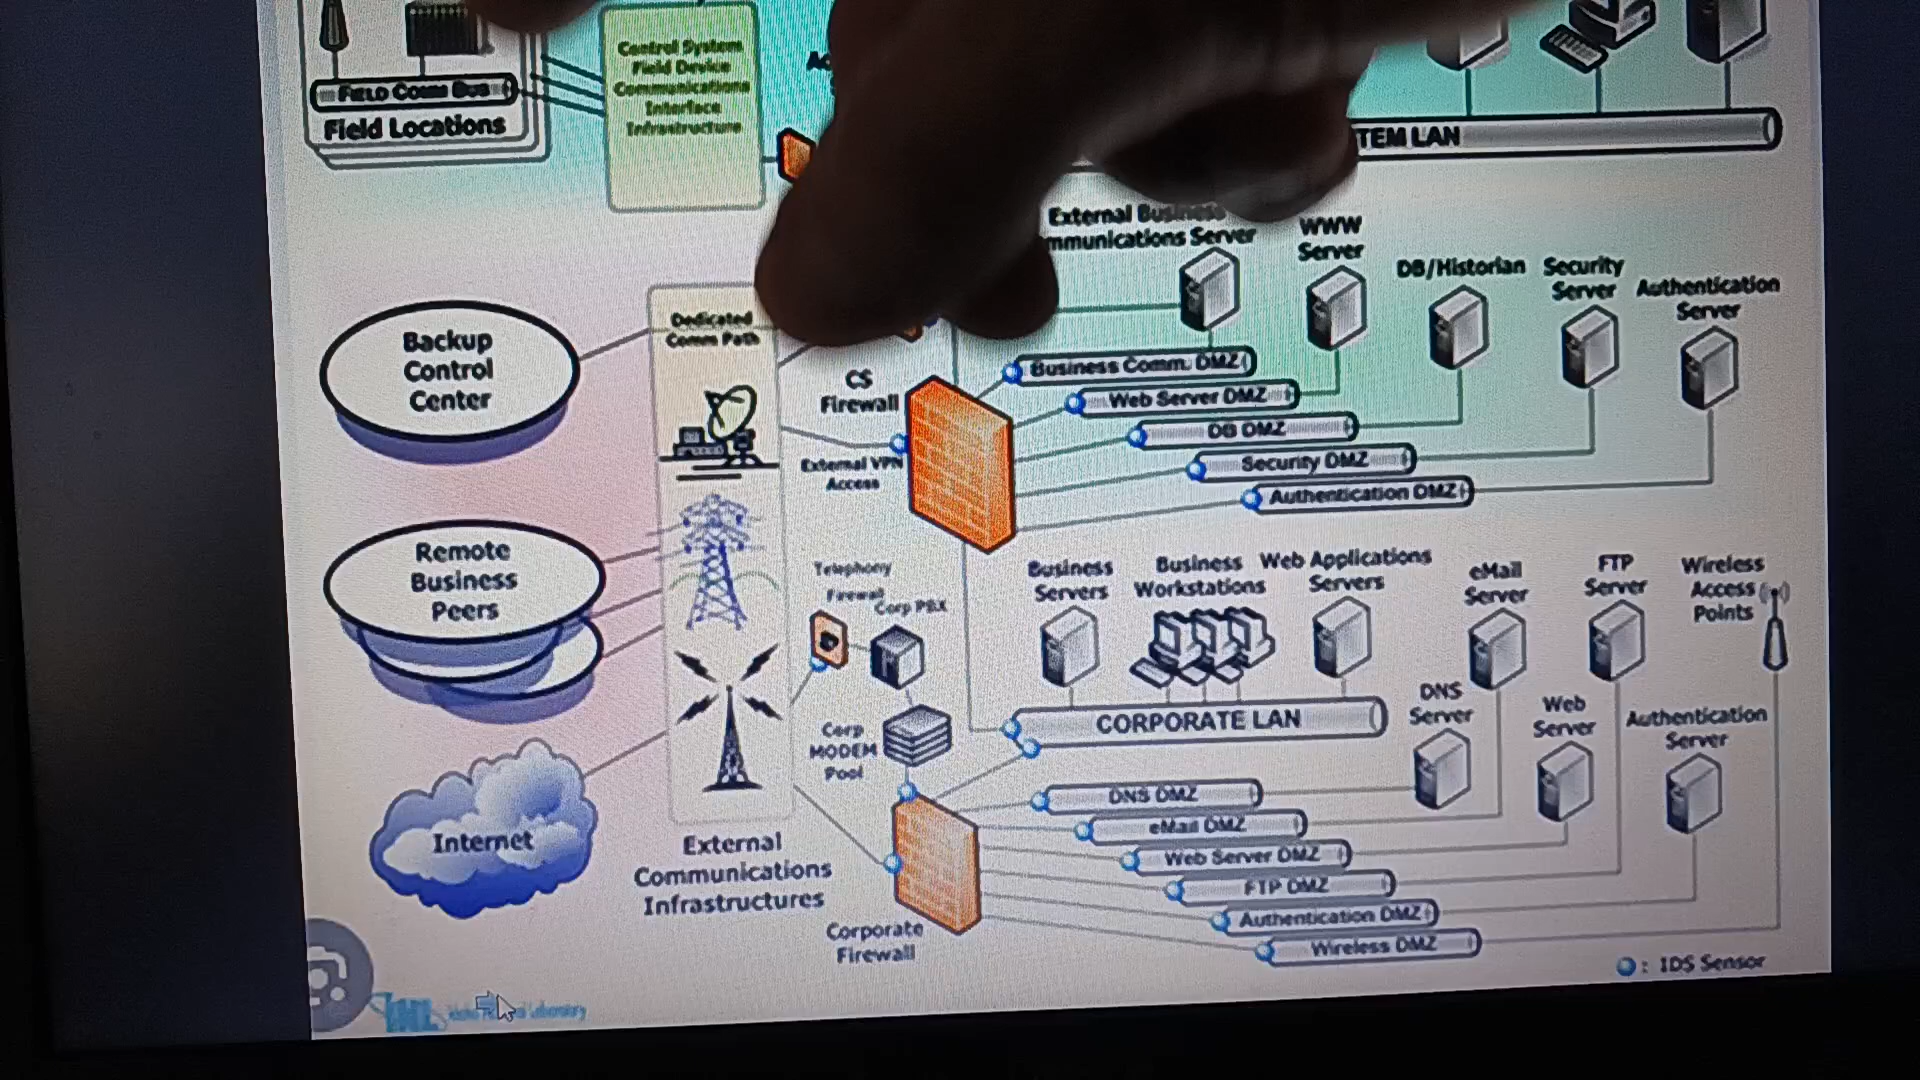 Control System
Field Device
Communications
Interface
Infrastructure
FIELD COMM BUS
Field Locations
TEM LAN
External Business
mmunications Server
WWW
Server
DB/Historian
Security
Server
Authentication
Server
Dedicated
Comm Path
Backup
Control
Center
CS
Firewall
Business Comm. DMZ
Web Server DMZ
DB DMZ
Security DMZ
Authentication DMZ
External VPN
Access
Remote
Business
Peers
Telephony
Firewall
Corp PBX
Business
Servers
Business
Workstations
Web Applications
Servers
eMail
Server
FTP
Server
Wireless
Access
Points
CORPORATE LAN
DNS
Server
Web
Server
Authentication
Server
Corp
MODEM
Pool
Internet
External
Communications
Infrastructures
DNS DMZ
eMail DMZ
Web Server DMZ
FTP DMZ
Authentication DMZ
Wireless DMZ
Corporate
Firewall
: IDS Sensor
Laboratory